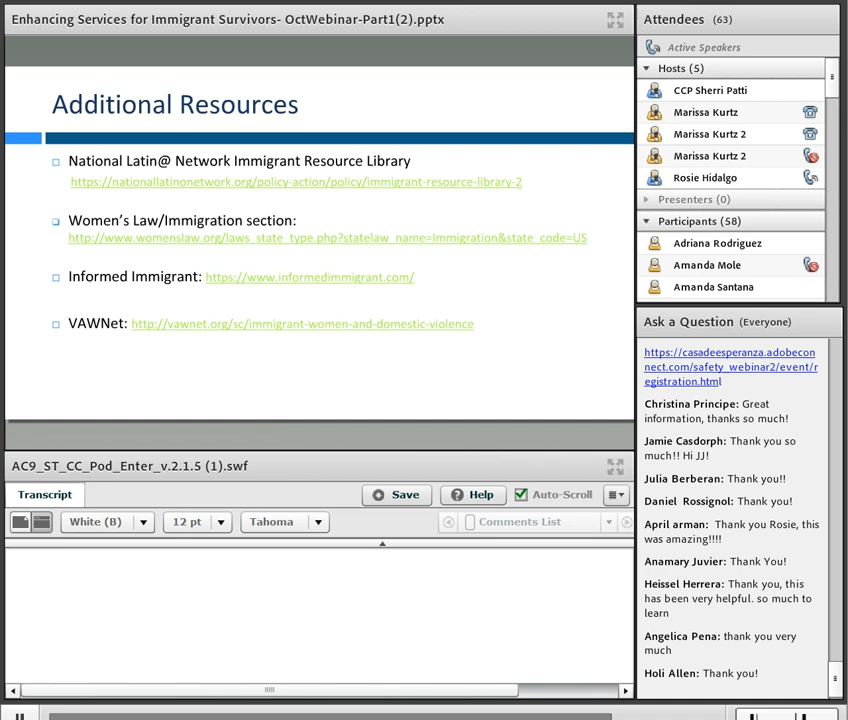 Enhancing Services for Immigrant Survivors- OctWebinar-Part1(2).pptx
Additional Resources
National Latin@ Network Immigrant Resource Library
https://nationallatinonetwork.org/policy-action/policy/immigrant-resource-library-2
Women's Law/Immigration section:
http://www.womenslaw.org/laws_state_type.php?statelaw_name=Immigration&state_code=US
Informed Immigrant: https://www.informedimmigrant.com/
VAWNet: http://vawnet.org/sc/immigrant-women-and-domestic-violence
AC9_ST_CC_Pod_Enter_v.2.1.5 (1).swf
Transcript
Save
Help
Auto-Scroll
White (B)
12 pt
Tahoma
Comments List
Attendees (63)
Active Speakers
Hosts (5)
CCP Sherri Patti
Marissa Kurtz
Marissa Kurtz 2
Marissa Kurtz 2
Rosie Hidalgo
Presenters (0)
Participants (58)
Adriana Rodriguez
Amanda Mole
Amanda Santana
Ask a Question (Everyone)
https://casadeesperanza.adobecon
nect.com/safety_webinar2/event/r
egistration.html
Christina Principe: Great
information, thanks so much!
Jamie Casdorph: Thank you so
much!! Hi JJ!
Julia Berberan: Thank you!!
Daniel Rossignol: Thank you!
April arman: Thank you Rosie, this
was amazing!!!!
Anamary Juvier: Thank You!
Heissel Herrera: Thank you, this
has been very helpful. so much to
learn
Angelica Pena: thank you very
much
Holi Allen: Thank you!